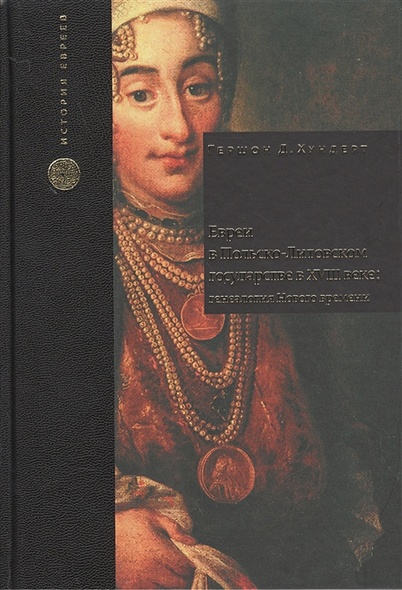 ИСТОРИЯ ЕВРЕЕВ
Гершон Д. Хундерт
Евреи
в Польско-Литовском
государстве в XVIII веке:
генеалогия Нового времени